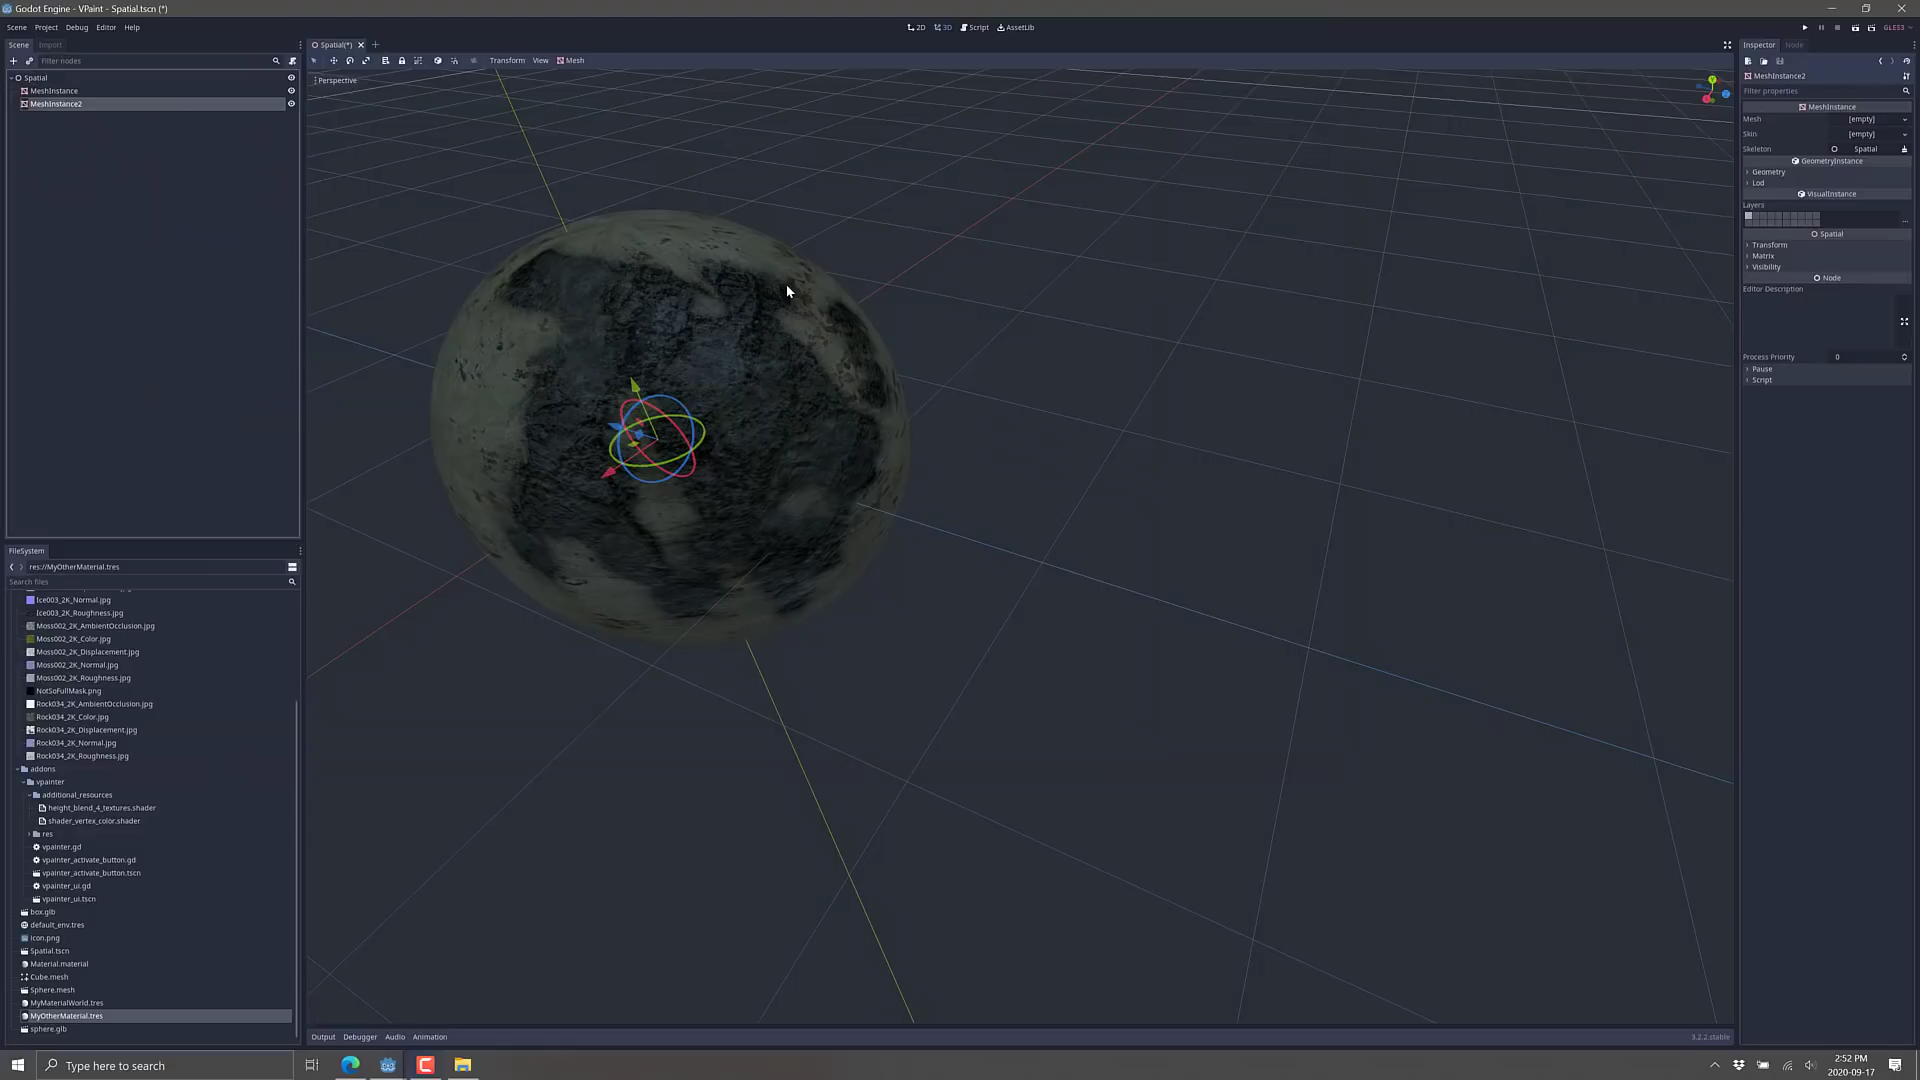 Godot Engine - VPaint - Spatial.tscn (*)
Scene Project Debug Editor Help
2D 3D Script AssetLib
GLES3
Scene Import
Filter nodes
Spatial
MeshInstance
MeshInstance2
Spatial(*)
Transform View Mesh
Perspective
Inspector Node
MeshInstance2
Filter properties
MeshInstance
Mesh [empty]
Skin [empty]
Skeleton Spatial
GeometryInstance
Geometry
Lod
VisualInstance
Layers
...
Spatial
Transform
Matrix
Visibility
Node
Editor Description
Process Priority 0
Pause
Script
FileSystem
res://MyOtherMaterial.tres
Search files
Ice003_2K_Normal.jpg
Ice003_2K_Roughness.jpg
Moss002_2K_AmbientOcclusion.jpg
Moss002_2K_Color.jpg
Moss002_2K_Displacement.jpg
Moss002_2K_Normal.jpg
Moss002_2K_Roughness.jpg
NotSoFullMask.png
Rock034_2K_AmbientOcclusion.jpg
Rock034_2K_Color.jpg
Rock034_2K_Displacement.jpg
Rock034_2K_Normal.jpg
Rock034_2K_Roughness.jpg
addons
vpainter
additional_resources
height_blend_4_textures.shader
shader_vertex_color.shader
res
vpainter.gd
vpainter_activate_button.gd
vpainter_activate_button.tscn
vpainter_ui.gd
vpainter_ui.tscn
box.glb
default_env.tres
icon.png
Spatial.tscn
Material.material
Cube.mesh
Sphere.mesh
MyMaterialWorld.tres
MyOtherMaterial.tres
sphere.glb
Output Debugger Audio Animation
3.2.2.stable
Type here to search
2:52 PM
2020-09-17